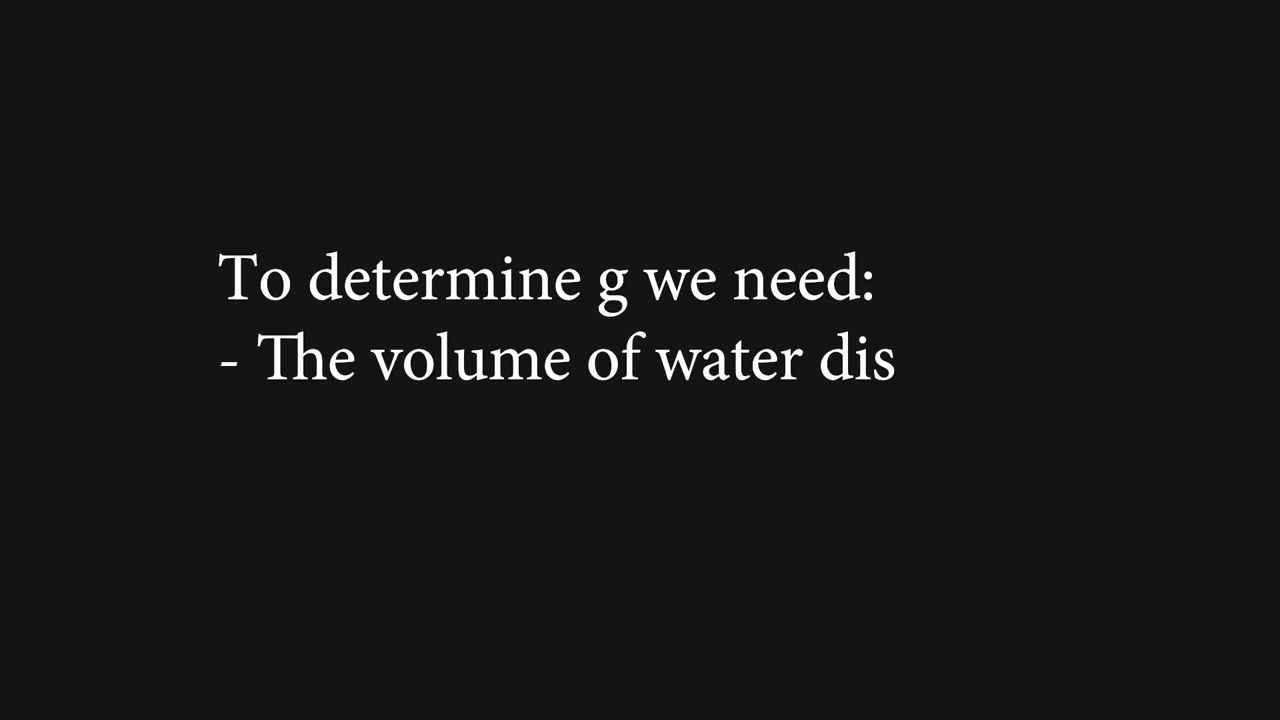 To determine g we need:
- The volume of water dis